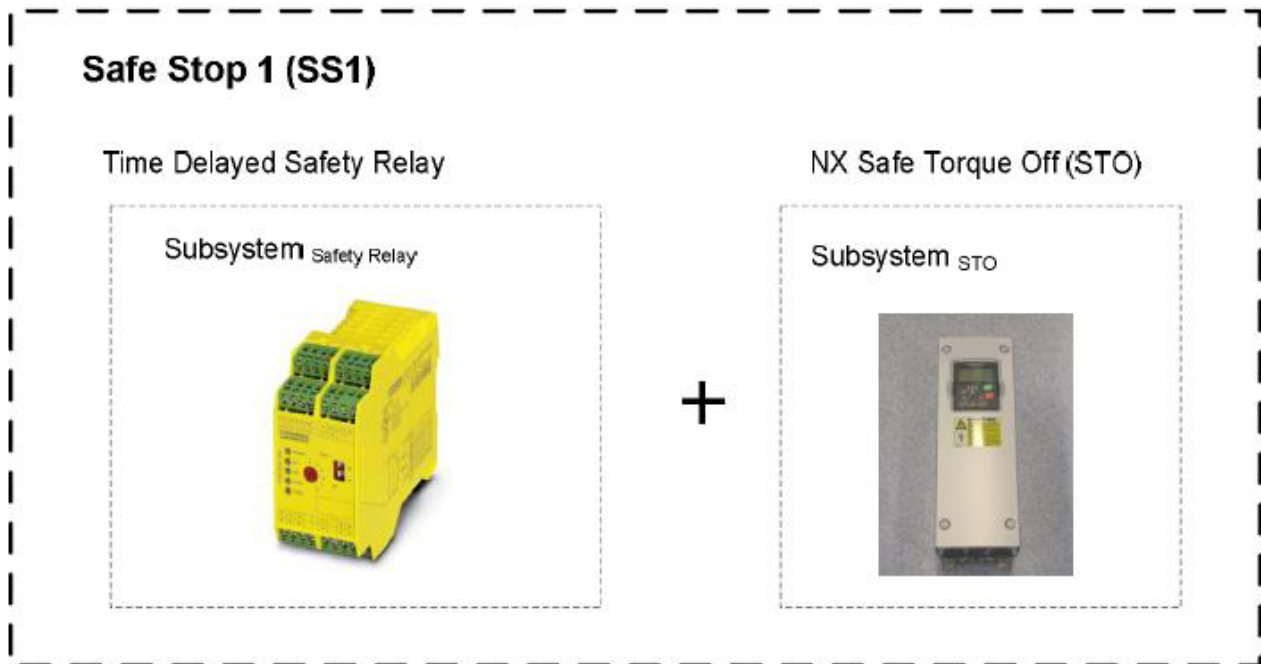 Safe Stop 1 (SS1)
Time Delayed Safety Relay
NX Safe Torque Off (STO)
Subsystem Safety Relay
Subsystem STO
+